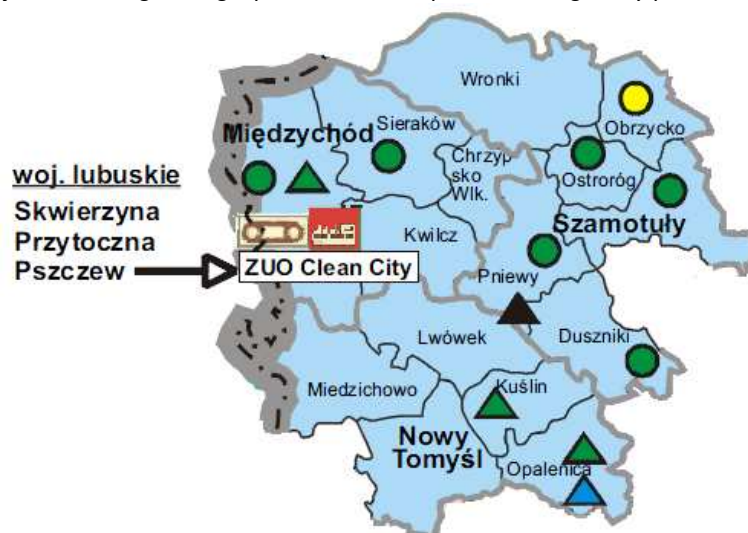 Wronki
Obrzycko
Międzychód
Sieraków
Chrzyp
sko
Wlk.
Ostroróg
woj. lubuskie
Skwierzyna
Przytoczna
Pszczew
Szamotuły
Kwilcz
ZUO Clean City
Pniewy
Lwówek
Duszniki
Miedzichowo
Kuślin
Nowy
Tomyśl
Opalenica